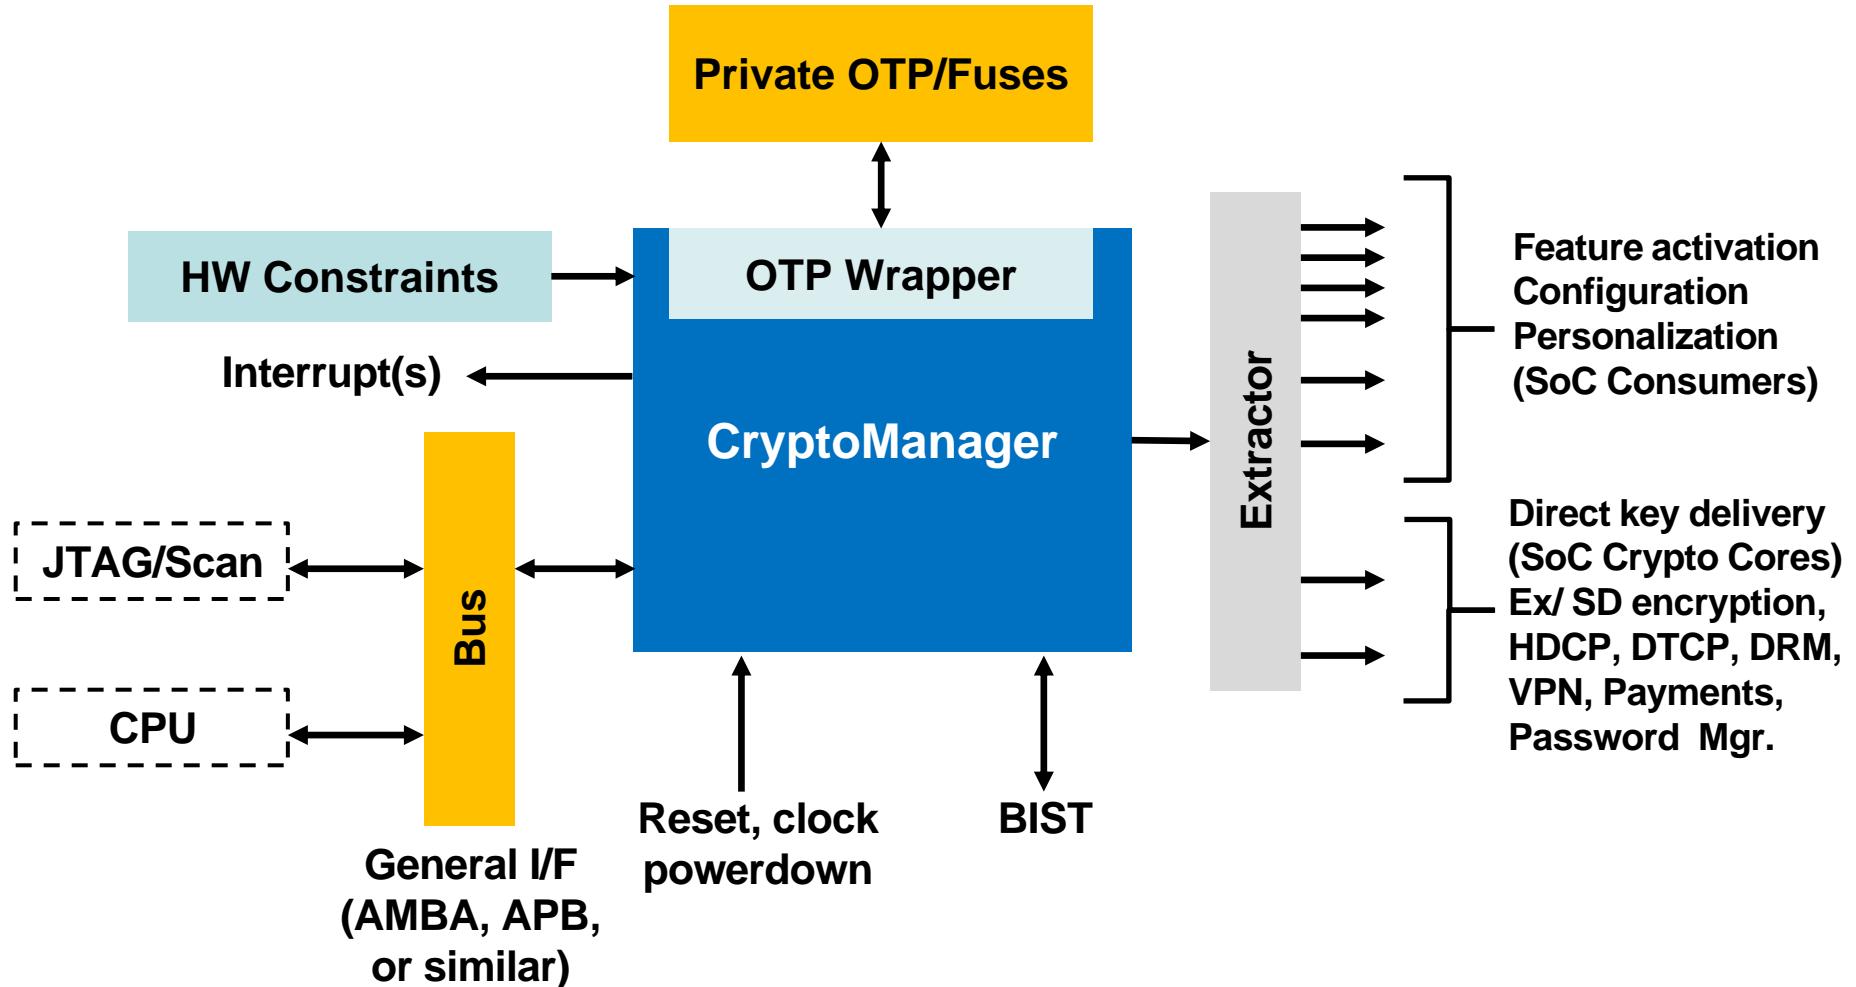 Private OTP/Fuses
HW Constraints
OTP Wrapper
Interrupt(s)
CryptoManager
Extractor
Feature activation
Configuration
Personalization
(SoC Consumers)
JTAG/Scan
CPU
Bus
General I/F
(AMBA, APB,
or similar)
Reset, clock
powerdown
BIST
Direct key delivery
(SoC Crypto Cores)
Ex/ SD encryption,
HDCP, DTCP, DRM,
VPN, Payments,
Password Mgr.